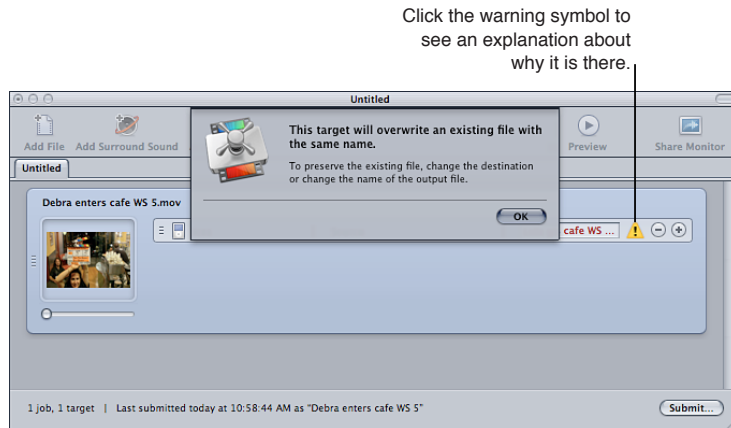 Click the warning symbol to
see an explanation about
why it is there.
Untitled
Add File
Add Surround Sound
Preview
Share Monitor
Untitled
This target will overwrite an existing file with
the same name.
To preserve the existing file, change the destination
or change the name of the output file.
OK
Debra enters cafe WS 5.mov
cafe WS ...
1 job, 1 target | Last submitted today at 10:58:44 AM as "Debra enters cafe WS 5"
Submit...